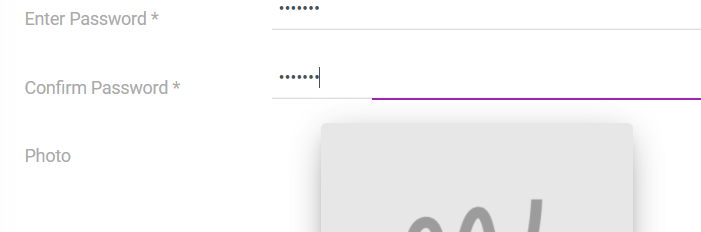 Enter Password *
•••••••
Confirm Password *
•••••••
Photo